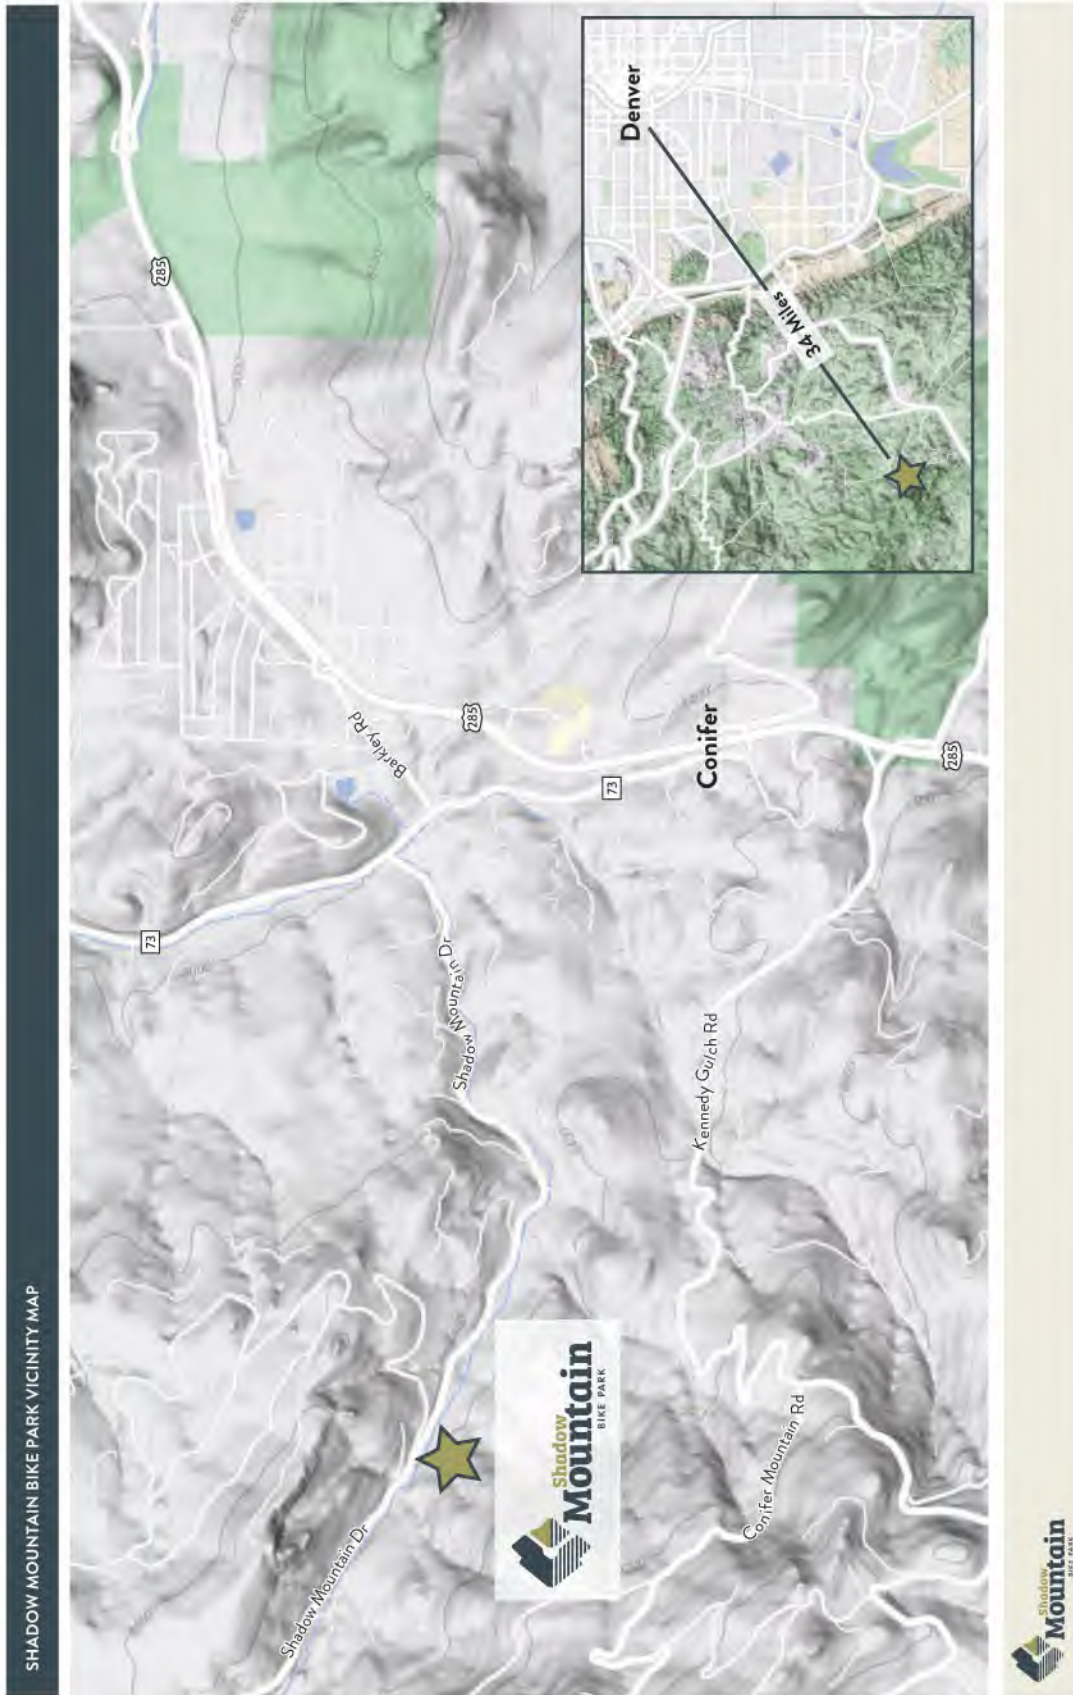 SHADOW MOUNTAIN BIKE PARK VICINITY MAP
73
285
Barkley Rd
285
73
Conifer
285
Shadow Mountain Dr
Shadow Mountain Dr
Kennedy Gulch Rd
Conifer Mountain Rd
Shadow
Mountain
BIKE PARK
Denver
34 Miles
Shadow
Mountain
BIKE PARK